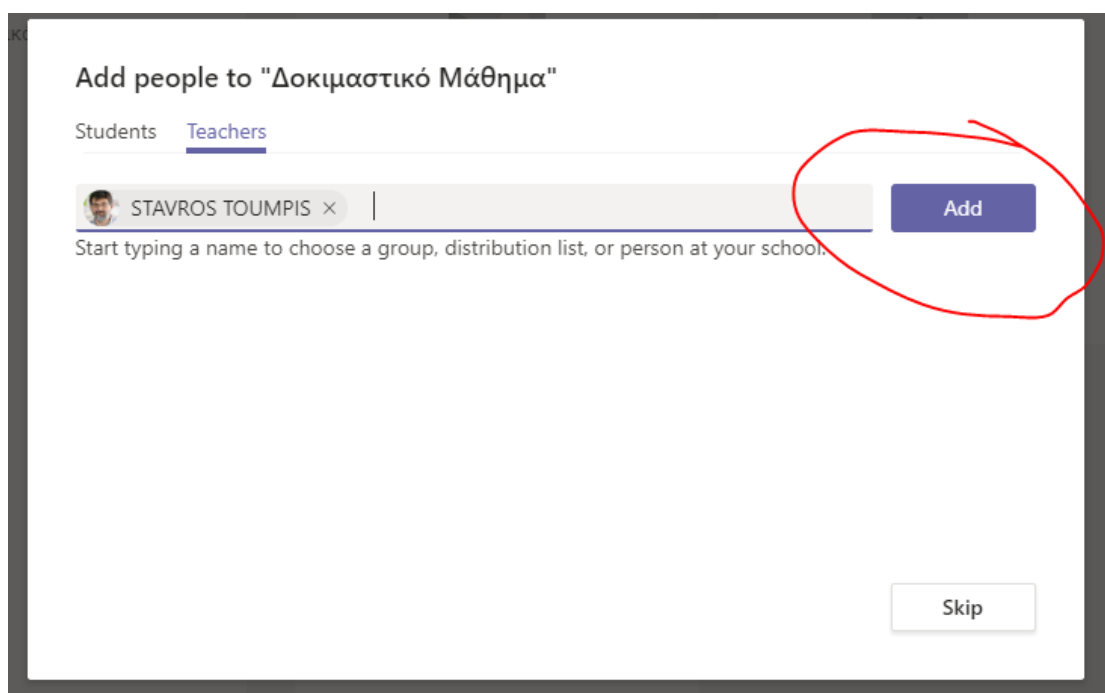 Add people to "Δοκιμαστικό Μάθημα"
Students Teachers
STAVROS TOUMPIS × Add
Start typing a name to choose a group, distribution list, or person at your school.
Skip